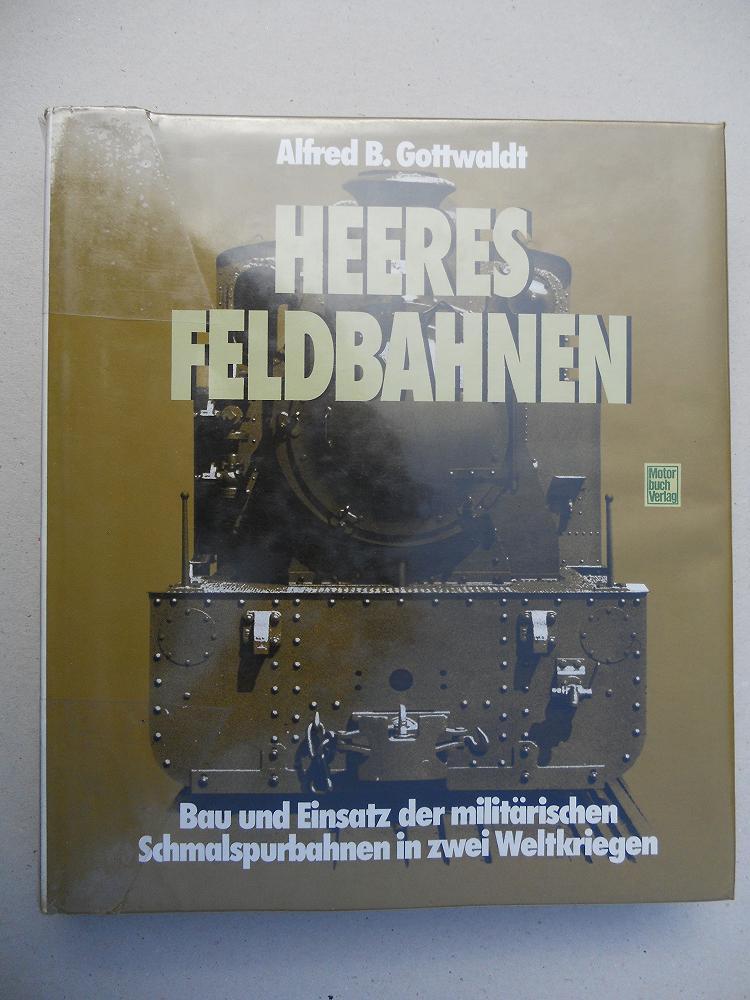 Alfred B. Gottwaldt
HEERES
FELDBAHNEN
Motor
buch
Verlag
Bau und Einsatz der militärischen
Schmalspurbahnen in zwei Weltkriegen